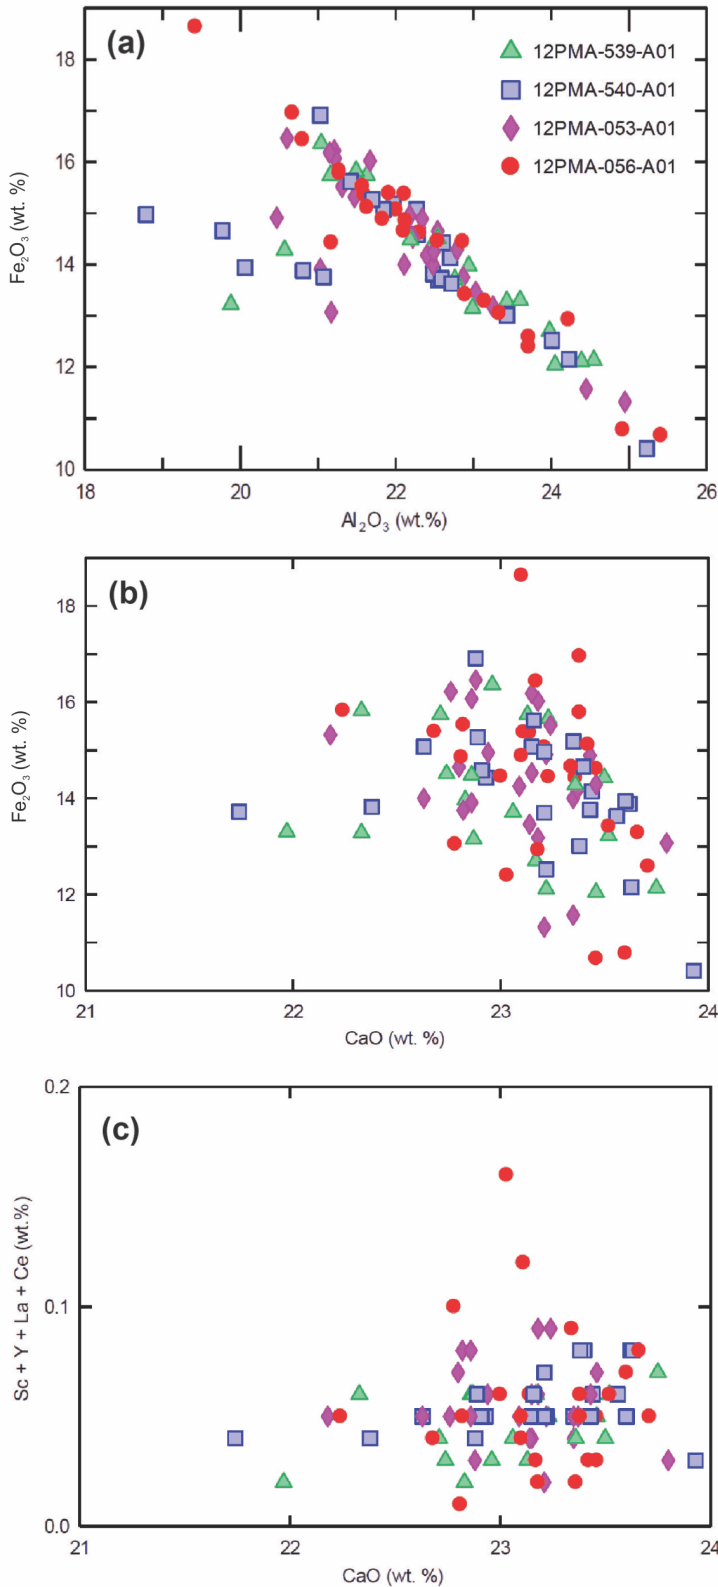 (a)
12PMA-539-A01
12PMA-540-A01
12PMA-053-A01
12PMA-056-A01
Fe₂O₃ (wt. %)
18
16
14
12
10
18 20 22 24 26
Al₂O₃ (wt.%)
(b)
Fe₂O₃ (wt. %)
18
16
14
12
10
21 22 23 24
CaO (wt. %)
(c)
Sc + Y + La + Ce (wt.%)
0.2
0.1
0.0
21 22 23 24
CaO (wt. %)